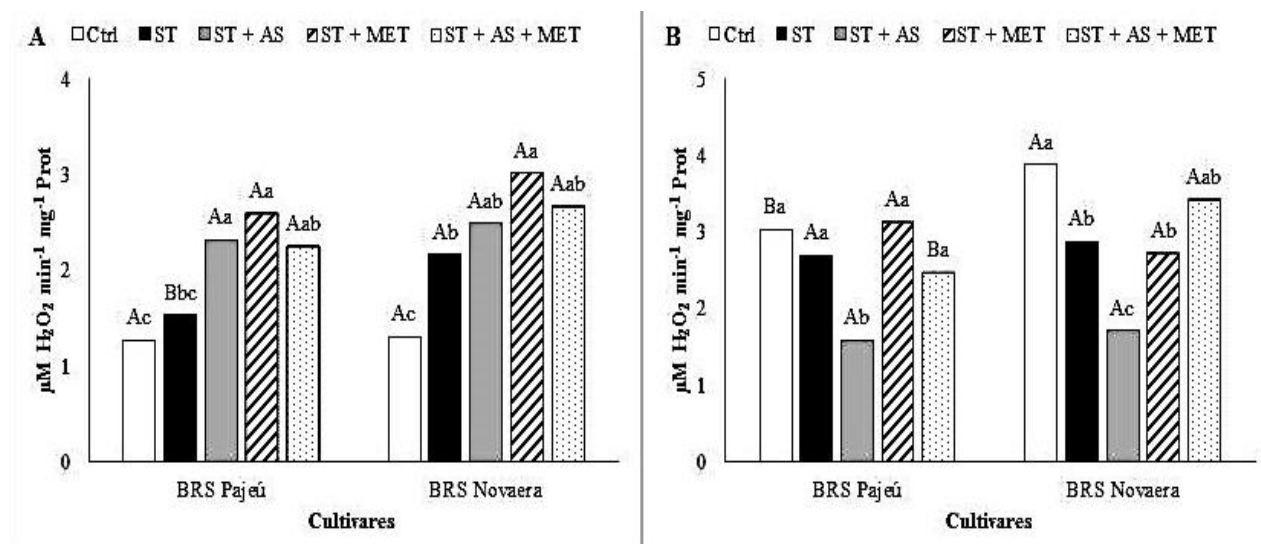 A Ctrl ST ST + AS ST + MET ST + AS + MET
4
3
2
1
0
µM H₂O₂ min⁻¹ mg⁻¹ Prot
Ac
Bbc
Aa
Aa
Aab
Ac
Ab
Aab
Aa
Aab
BRS Pajeú BRS Novaera
Cultivares
B Ctrl ST ST + AS ST + MET ST + AS + MET
5
4
3
2
1
0
µM H₂O₂ min⁻¹ mg⁻¹ Prot
Ba
Aa
Ab
Aa
Ba
Aa
Ab
Ac
Ab
Aab
BRS Pajeú BRS Novaera
Cultivares